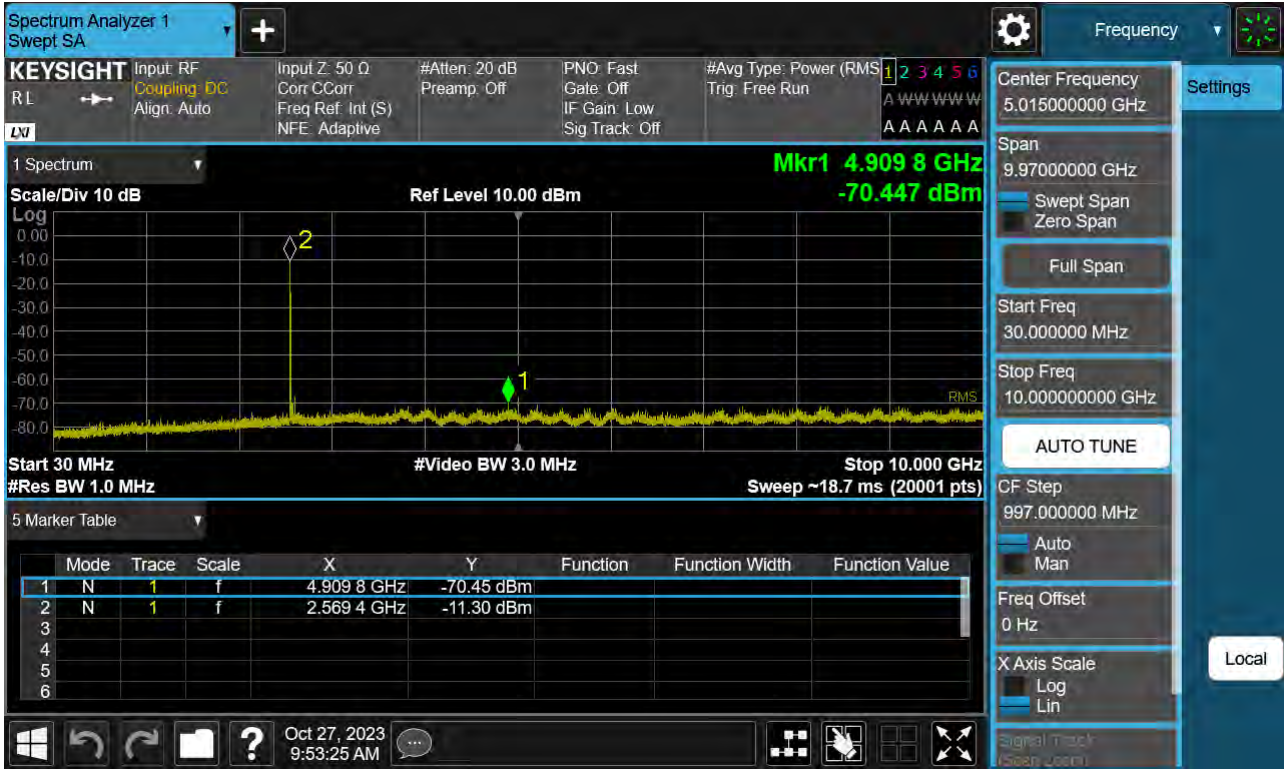 Spectrum Analyzer 1
Swept SA
+
Frequency
KEYSIGHT
RL
LXI
Input: RF
Coupling: DC
Align: Auto
Input Z: 50 Ω
Corr CCorr
Freq Ref: Int (S)
NFE: Adaptive
#Atten: 20 dB
Preamp: Off
PNO: Fast
Gate: Off
IF Gain: Low
Sig Track: Off
#Avg Type: Power (RMS
Trig: Free Run
1 2 3 4 5 6
A W W W W W
A A A A A A
1 Spectrum
Mkr1 4.909 8 GHz
-70.447 dBm
Scale/Div 10 dB
Ref Level 10.00 dBm
Log
0.00
-10.0
-20.0
-30.0
-40.0
-50.0
-60.0
-70.0
-80.0
2
1
RMS
Start 30 MHz
#Video BW 3.0 MHz
Stop 10.000 GHz
#Res BW 1.0 MHz
Sweep ~18.7 ms (20001 pts)
5 Marker Table
Mode Trace Scale X Y Function Function Width Function Value
1 N 1 f 4.909 8 GHz -70.45 dBm
2 N 1 f 2.569 4 GHz -11.30 dBm
3
4
5
6
Center Frequency
5.015000000 GHz
Settings
Span
9.97000000 GHz
Swept Span
Zero Span
Full Span
Start Freq
30.000000 MHz
Stop Freq
10.000000000 GHz
AUTO TUNE
CF Step
997.000000 MHz
Auto
Man
Freq Offset
0 Hz
X Axis Scale
Log
Lin
Signal Track
(Span Zoom)
Local
?
Oct 27, 2023
9:53:25 AM